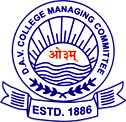 D.A.V. COLLEGE MANAGING COMMITTEE
ओ३म्
ESTD. 1886